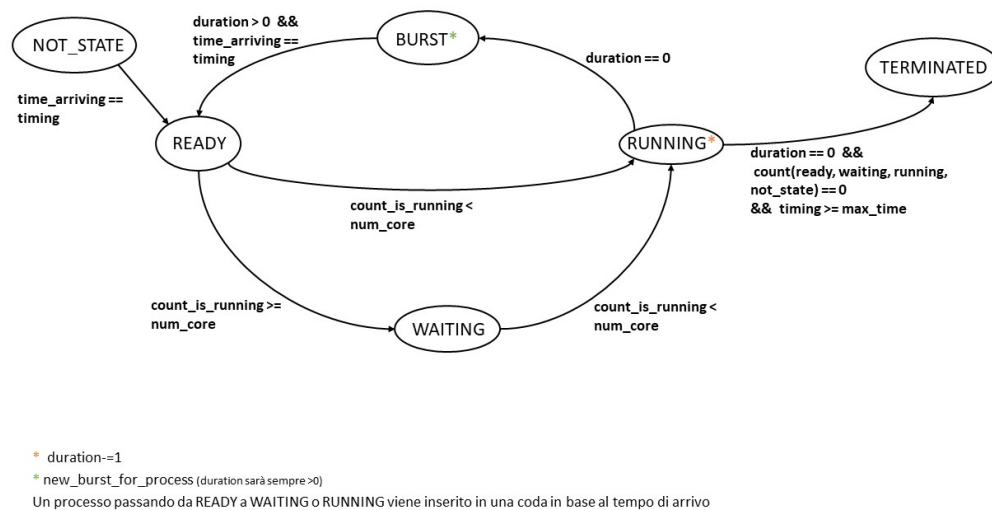 duration > 0 &&
time_arriving ==
timing
BURST*
NOT_STATE
duration == 0
TERMINATED
time_arriving ==
timing
READY
RUNNING*
duration == 0 &&
count(ready, waiting, running,
not_state) == 0
&& timing >= max_time
count_is_running <
num_core
count_is_running >=
num_core
WAITING
count_is_running <
num_core
* duration-=1
* new_burst_for_process (duration sarà sempre >0)
Un processo passando da READY a WAITING o RUNNING viene inserito in una coda in base al tempo di arrivo